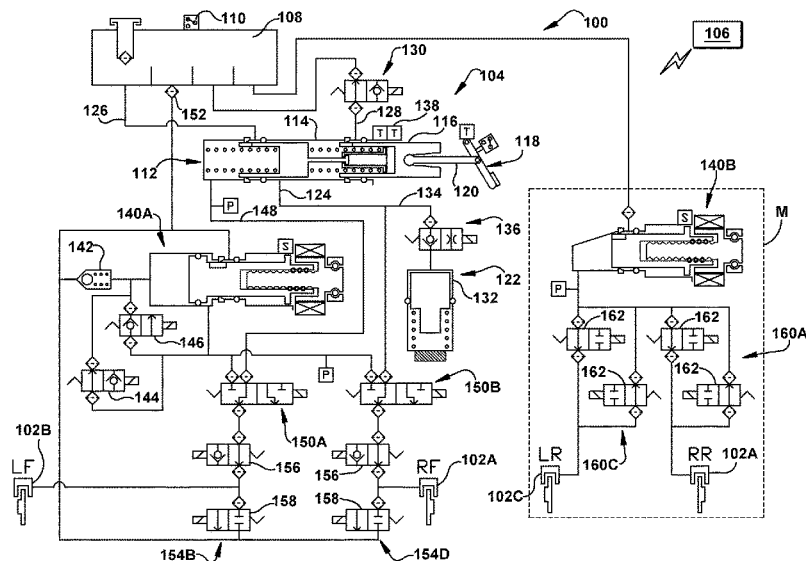 110
108
100
106
130
104
152
126
128
138
114
116
T T
T
112
118
124
120
134
P
148
140A
140B
S
S
136
M
142
122
132
P
146
162
162
160A
P
144
150B
162
162
150A
102B
LF
156
156
RF
102A
LR
160C
RR
102A
102C
158
158
154B
154D